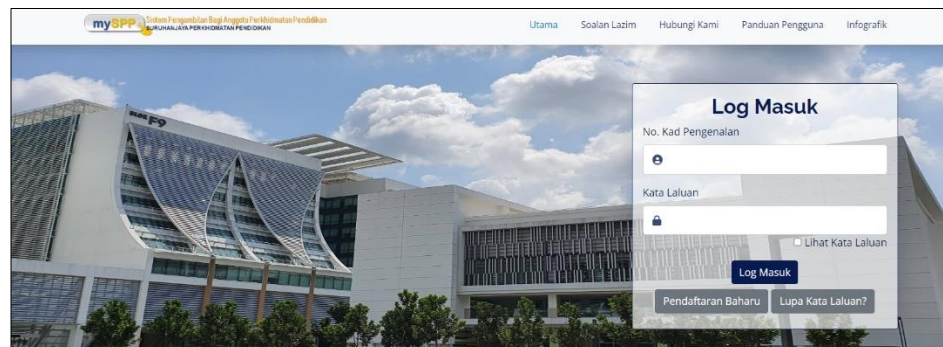 mySPP
Sistem Pengambilan Bagi Anggota Perkhidmatan Pendidikan
SURUHANJAYA PERKHIDMATAN PENDIDIKAN
Utama
Soalan Lazim
Hubungi Kami
Panduan Pengguna
Infografik
BLOK F9
Log Masuk
No. Kad Pengenalan
Kata Laluan
Lihat Kata Laluan
Log Masuk
Pendaftaran Baharu
Lupa Kata Laluan?